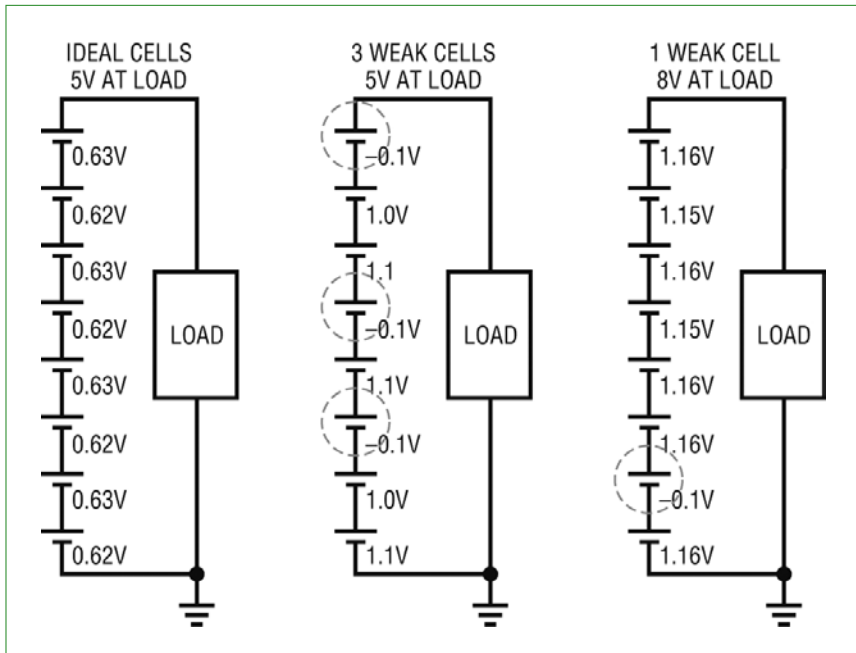 IDEAL CELLS
5V AT LOAD
0.63V
0.62V
0.63V
0.62V
0.63V
0.62V
0.63V
0.62V
LOAD
3 WEAK CELLS
5V AT LOAD
–0.1V
1.0V
1.1
–0.1V
1.1V
–0.1V
1.0V
1.1V
LOAD
1 WEAK CELL
8V AT LOAD
1.16V
1.15V
1.16V
1.15V
1.16V
1.16V
–0.1V
1.16V
LOAD